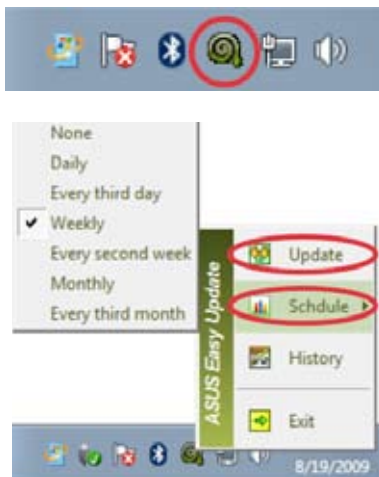 None
Daily
Every third day
Weekly
Every second week
Monthly
Every third month
ASUS Easy Update
Update
Schdule
History
Exit
8/19/2009